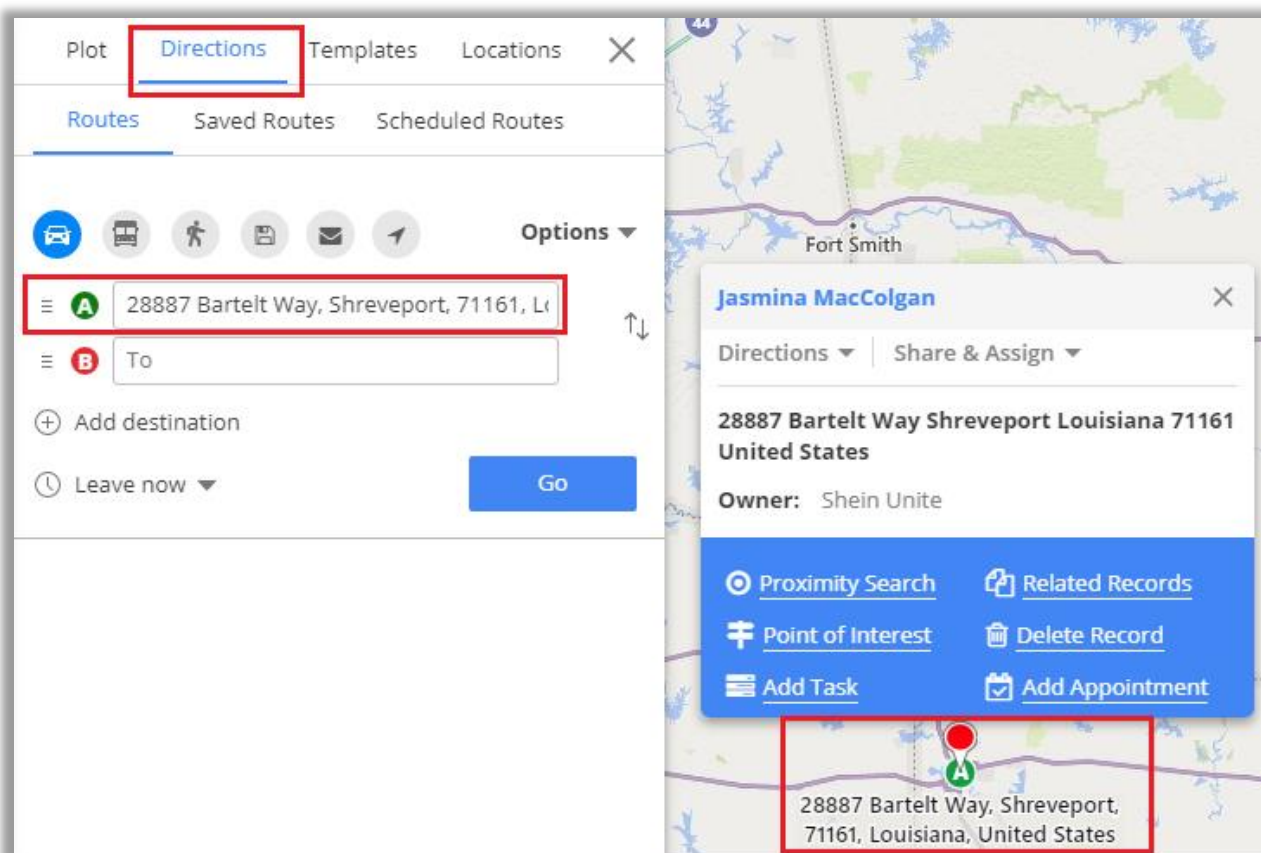 Plot Directions Templates Locations
Routes Saved Routes Scheduled Routes
Options
A 28887 Bartelt Way, Shreveport, 71161, L
B To
Add destination
Leave now Go
44
Fort Smith
Jasmina MacColgan
Directions Share & Assign
28887 Bartelt Way Shreveport Louisiana 71161
United States
Owner: Shein Unite
Proximity Search Related Records
Point of Interest Delete Record
Add Task Add Appointment
A
28887 Bartelt Way, Shreveport,
71161, Louisiana, United States